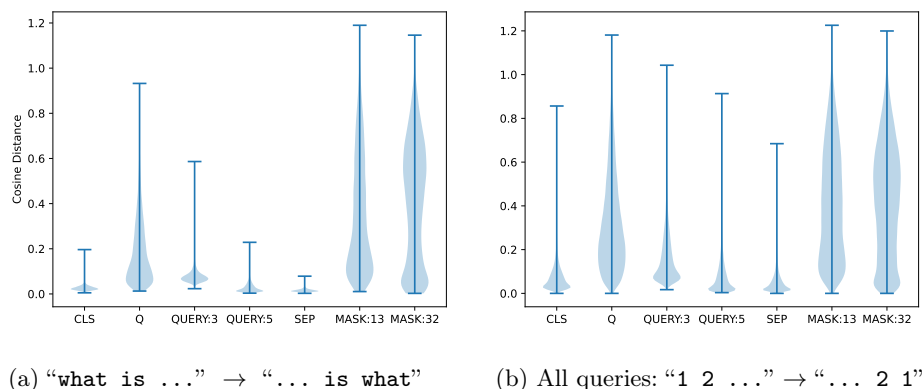 1.2
1.0
0.8
0.6
0.4
0.2
0.0
Cosine Distance
CLS Q QUERY:3 QUERY:5 SEP MASK:13 MASK:32
(a) “what is ...” → “... is what”
1.2
1.0
0.8
0.6
0.4
0.2
0.0
CLS Q QUERY:3 QUERY:5 SEP MASK:13 MASK:32
(b) All queries: “1 2 ...” → “... 2 1”